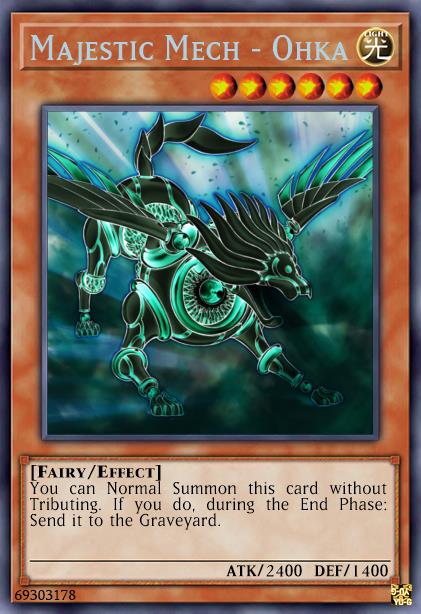 Majestic Mech - Ohka
LIGHT
光
[Fairy/Effect]
You can Normal Summon this card without
Tributing. If you do, during the End Phase:
Send it to the Graveyard.
ATK/2400 DEF/1400
69303178